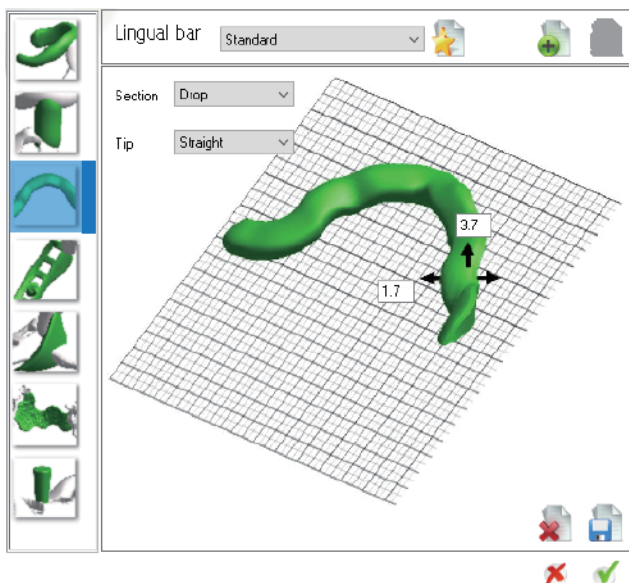 Lingual bar
Standard
Section
Drop
Tip
Straight
3.7
1.7